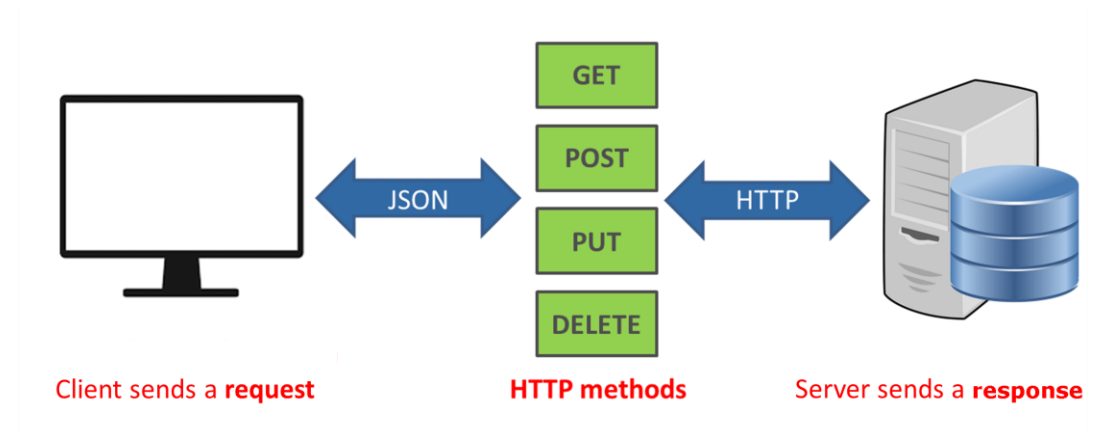 GET
POST
JSON
HTTP
PUT
DELETE
Client sends a request
HTTP methods
Server sends a response